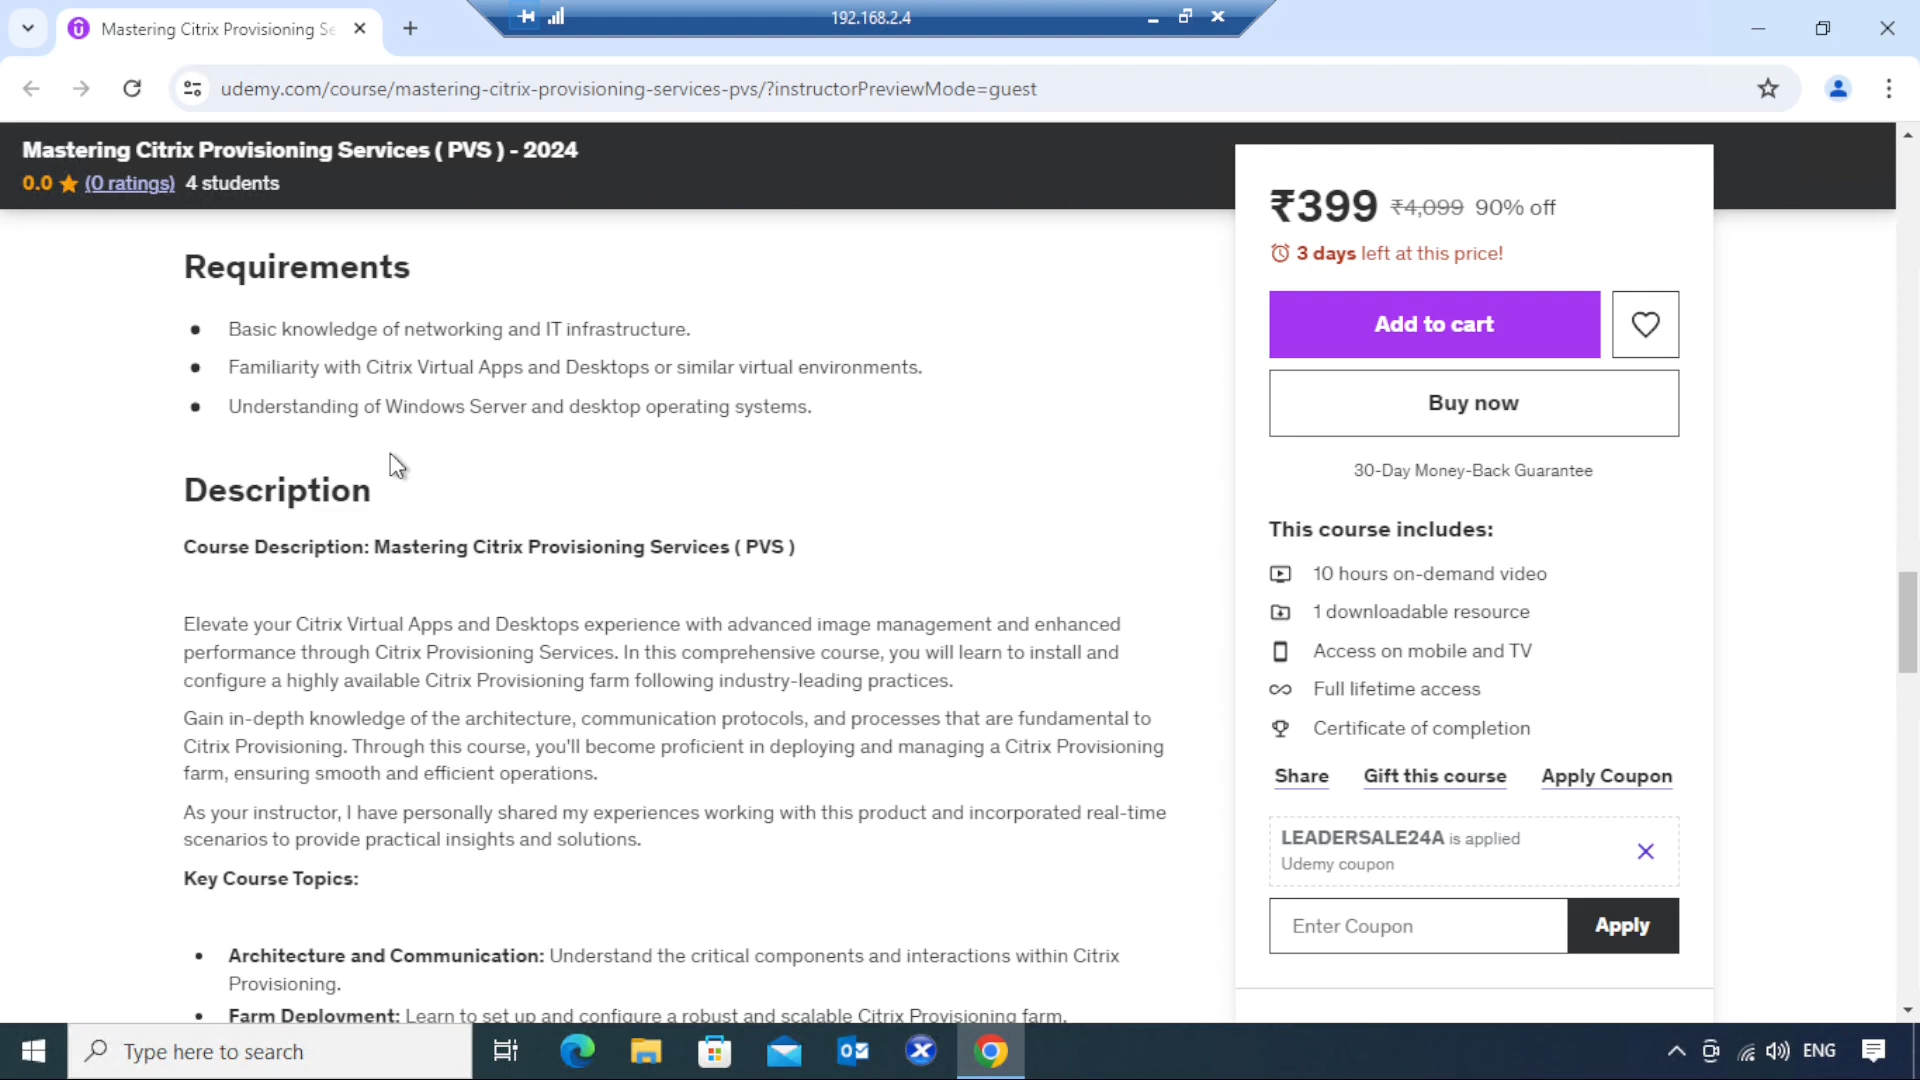 Mastering Citrix Provisioning Se
192.168.2.4
udemy.com/course/mastering-citrix-provisioning-services-pvs/?instructorPreviewMode=guest
Mastering Citrix Provisioning Services ( PVS ) - 2024
0.0 (0 ratings) 4 students
Requirements
Basic knowledge of networking and IT infrastructure.
Familiarity with Citrix Virtual Apps and Desktops or similar virtual environments.
Understanding of Windows Server and desktop operating systems.
Description
Course Description: Mastering Citrix Provisioning Services ( PVS )
Elevate your Citrix Virtual Apps and Desktops experience with advanced image management and enhanced
performance through Citrix Provisioning Services. In this comprehensive course, you will learn to install and
configure a highly available Citrix Provisioning farm following industry-leading practices.
Gain in-depth knowledge of the architecture, communication protocols, and processes that are fundamental to
Citrix Provisioning. Through this course, you'll become proficient in deploying and managing a Citrix Provisioning
farm, ensuring smooth and efficient operations.
As your instructor, I have personally shared my experiences working with this product and incorporated real-time
scenarios to provide practical insights and solutions.
Key Course Topics:
Architecture and Communication: Understand the critical components and interactions within Citrix
Provisioning.
Farm Deployment: Learn to set up and configure a robust and scalable Citrix Provisioning farm.
₹399 ₹4,099 90% off
3 days left at this price!
Add to cart
Buy now
30-Day Money-Back Guarantee
This course includes:
10 hours on-demand video
1 downloadable resource
Access on mobile and TV
Full lifetime access
Certificate of completion
Share Gift this course Apply Coupon
LEADERSALE24A is applied
Udemy coupon
Enter Coupon Apply
Type here to search
ENG